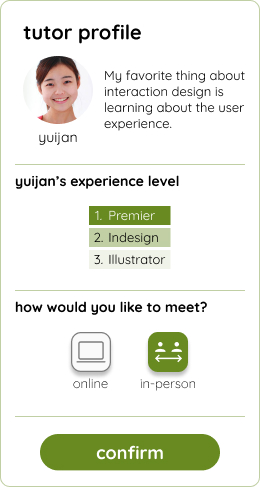 tutor profile
My favorite thing about
interaction design is
learning about the user
experience.
yuijan
yuijan's experience level
1. Premier
2. Indesign
3. Illustrator
how would you like to meet?
online
in-person
confirm